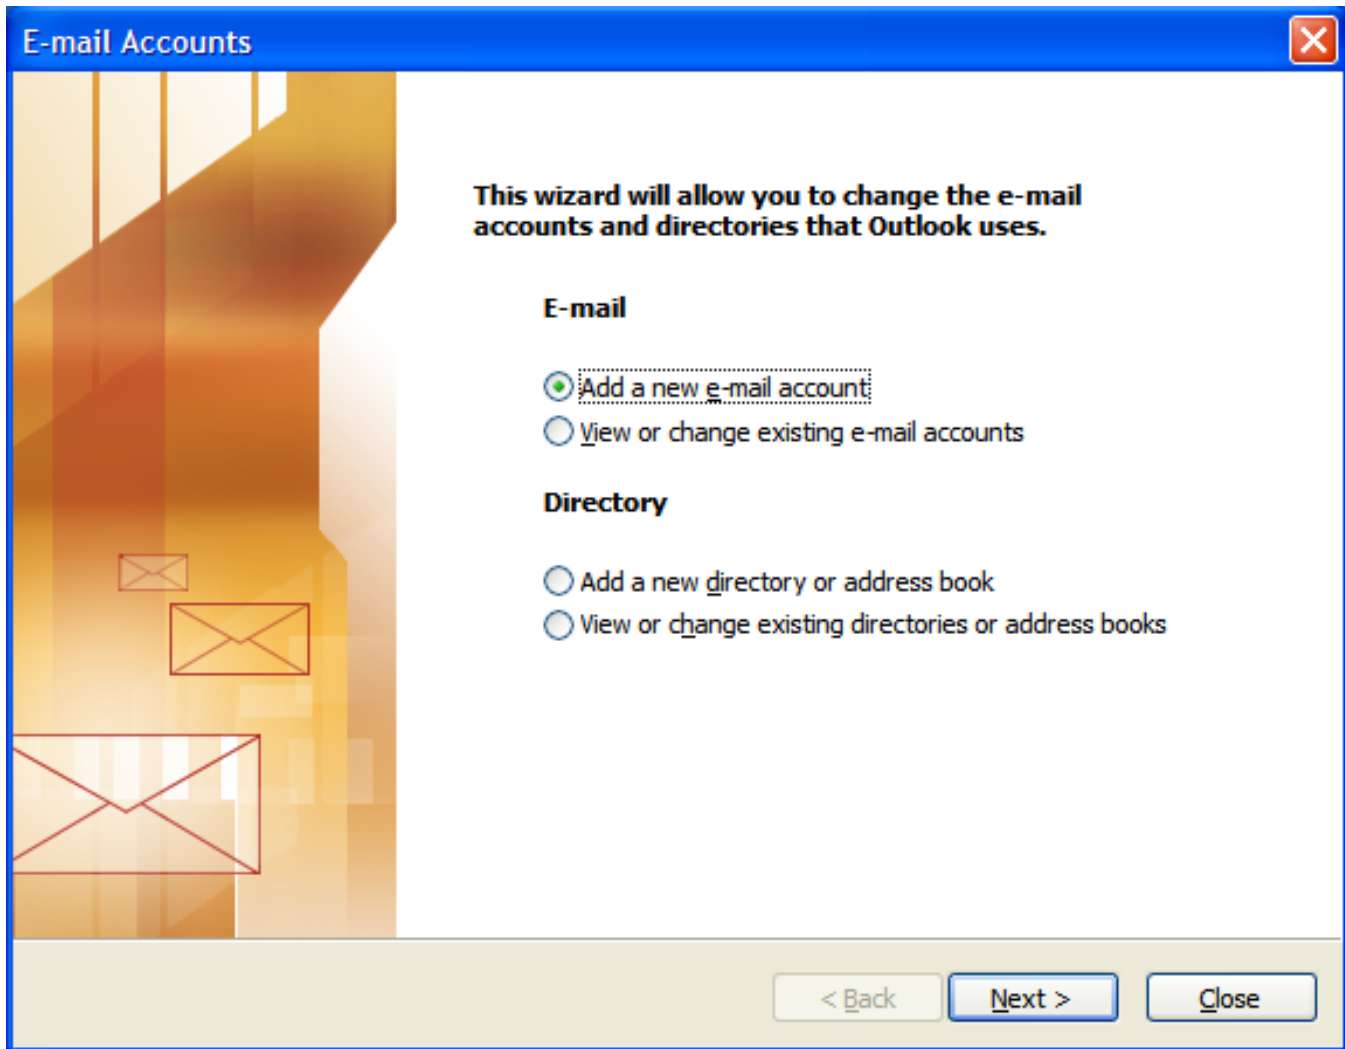 E-mail Accounts
This wizard will allow you to change the e-mail
accounts and directories that Outlook uses.
E-mail
Add a new e-mail account
View or change existing e-mail accounts
Directory
Add a new directory or address book
View or change existing directories or address books
< Back
Next >
Close